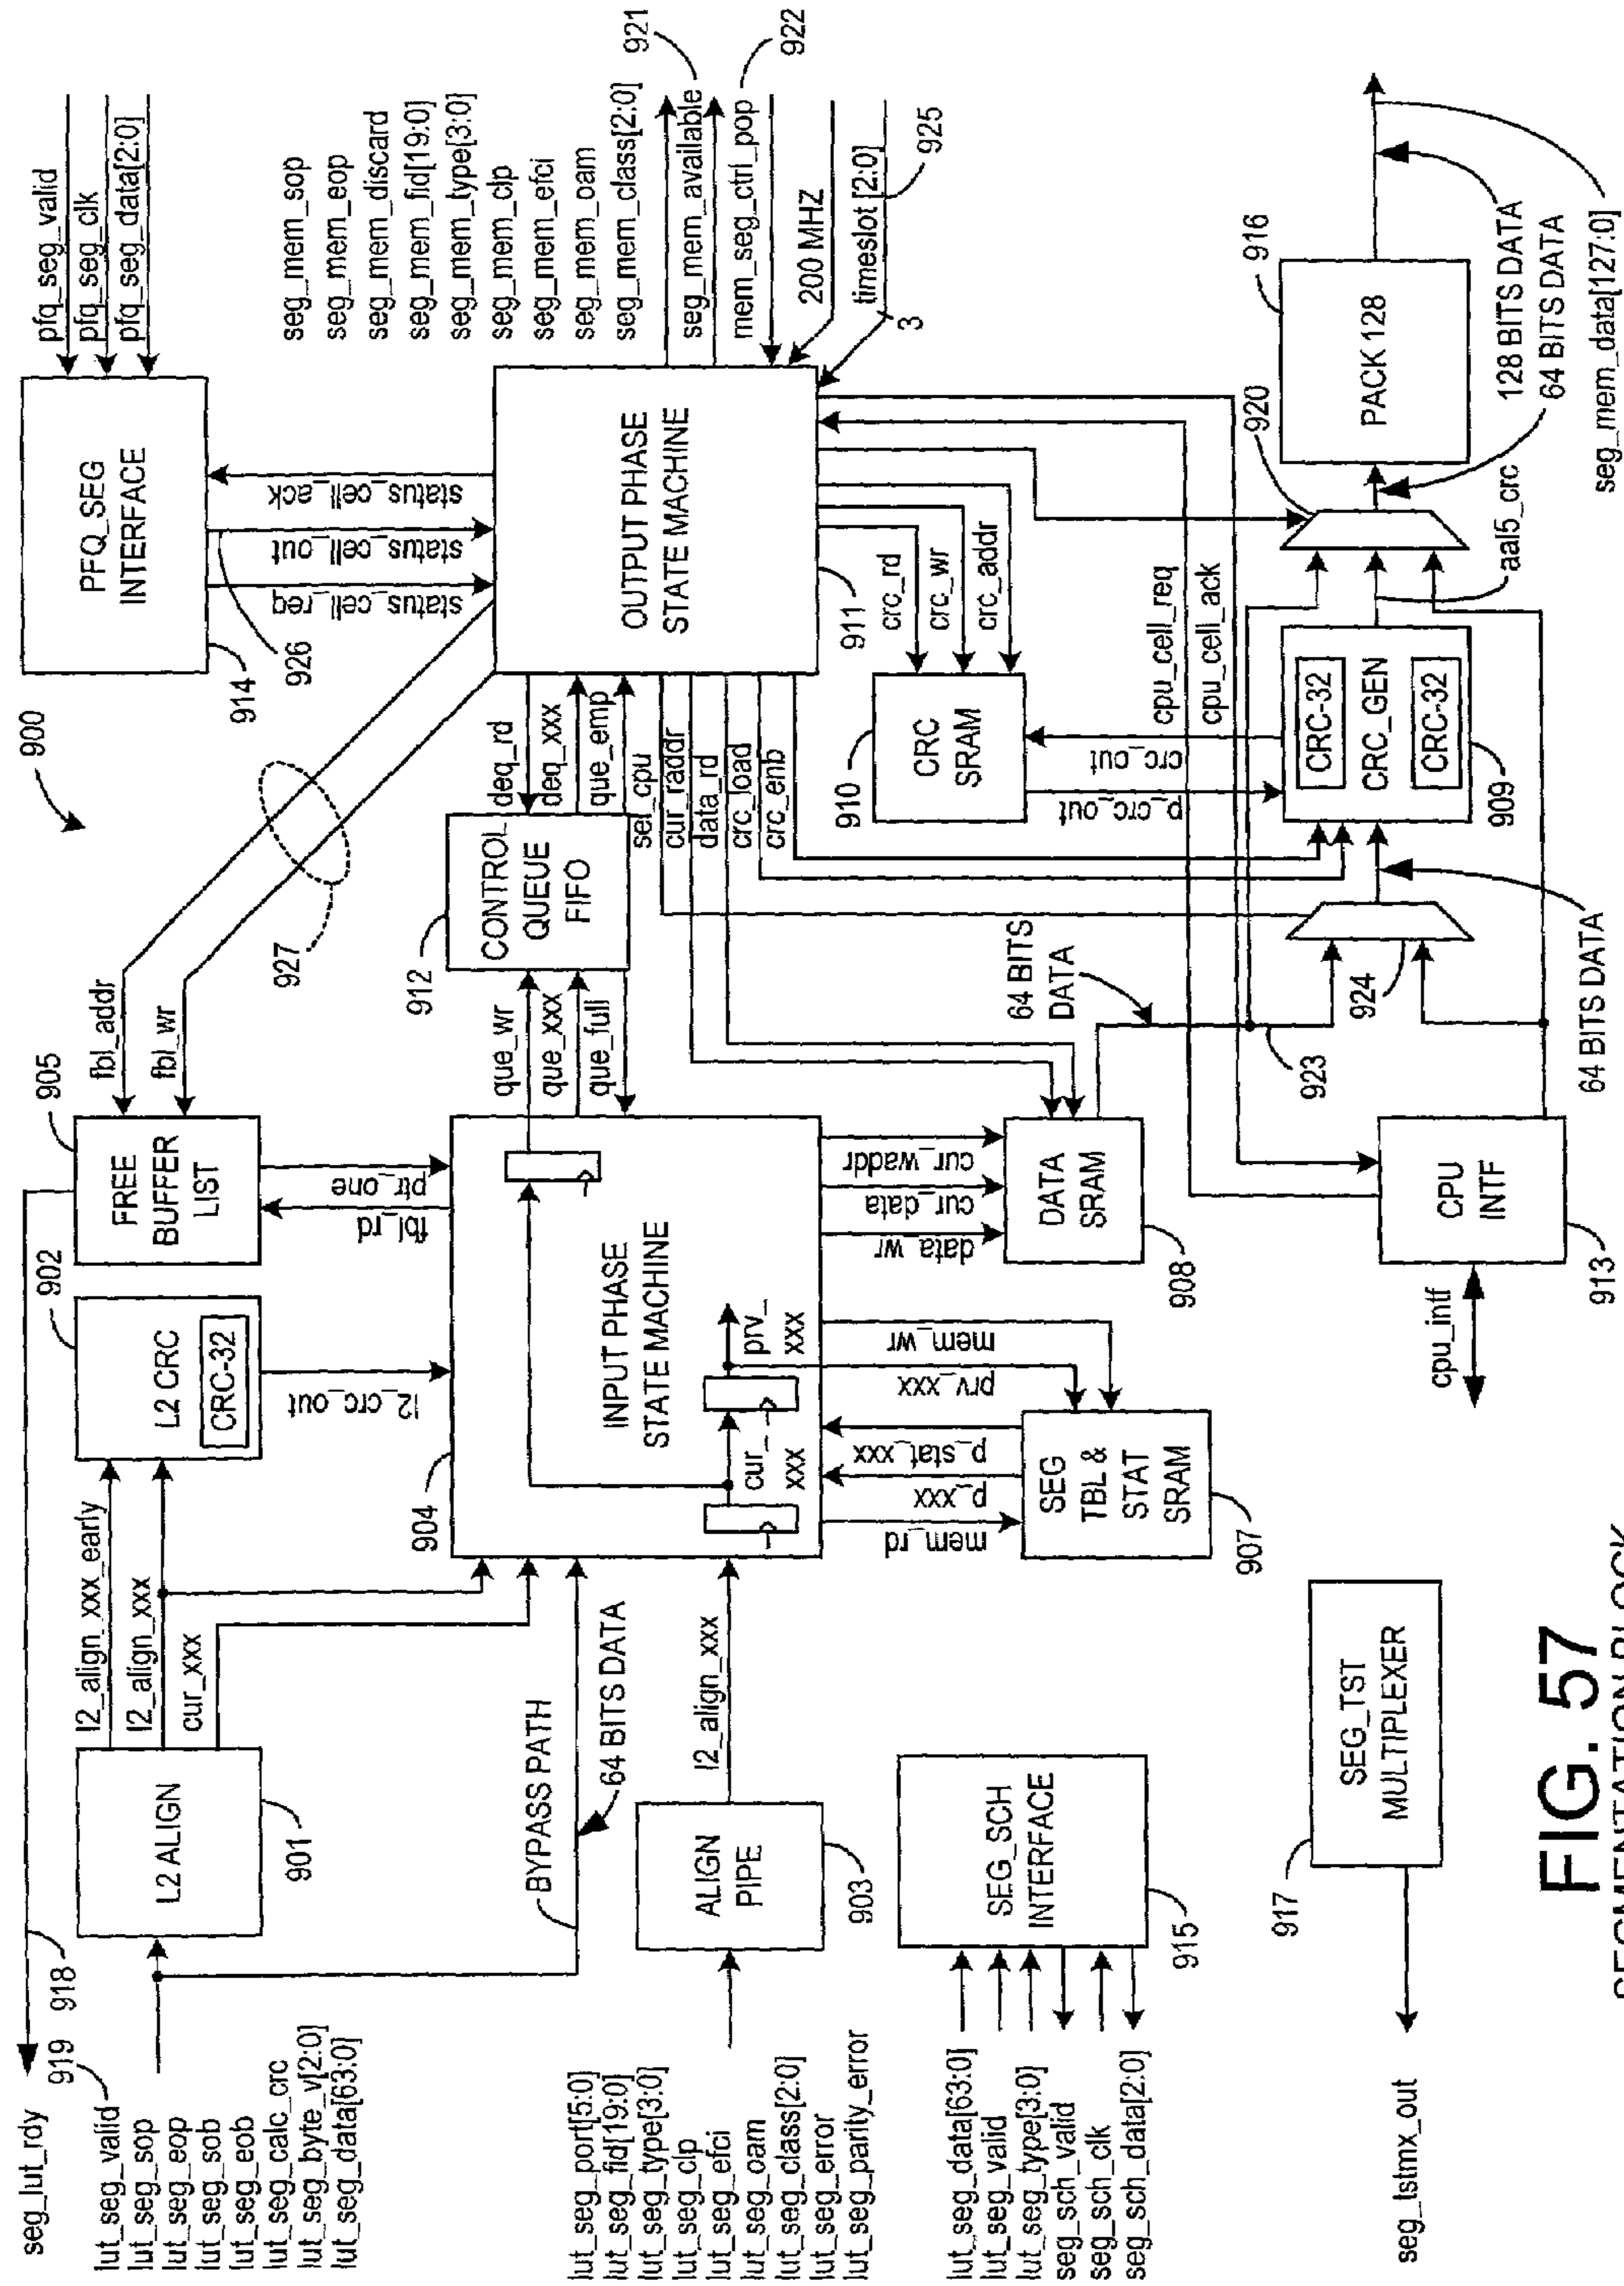 seg_lut_rdy
918
919
lut_seg_valid
lut_seg_sop
lut_seg_eop
lut_seg_sob
lut_seg_eob
lut_seg_calc_crc
lut_seg_byte_v[2:0]
lut_seg_data[63:0]
L2 ALIGN
901
l2_align_xxx_early
l2_align_xxx
cur_xxx
902
L2 CRC
CRC-32
l2_crc_out
905
FREE
BUFFER
LIST
fbl_rd
ptr_one
fbl_addr
fbl_wr
927
900
PFQ_SEG
INTERFACE
914
pfq_seg_valid
pfq_seg_clk
pfq_seg_data[2:0]
status_cell_req
status_cell_out
status_cell_ack
926
BYPASS PATH
64 BITS DATA
lut_seg_port[5:0]
lut_seg_fid[19:0]
lut_seg_type[3:0]
lut_seg_clp
lut_seg_efci
lut_seg_oam
lut_seg_class[2:0]
lut_seg_error
lut_seg_parity_error
ALIGN
PIPE
903
l2_align_xxx
904
INPUT PHASE
STATE MACHINE
cur_
xxx
prv_
xxx
que_wr
que_xxx
que_full
912
CONTROL
QUEUE
FIFO
deq_rd
deq_xxx
que_emp
sel_cpu
cur_raddr
data_rd
crc_load
crc_enb
OUTPUT PHASE
STATE MACHINE
911
seg_mem_sop
seg_mem_eop
seg_mem_discard
seg_mem_fid[19:0]
seg_mem_type[3:0]
seg_mem_clp
seg_mem_efci
seg_mem_oam
seg_mem_class[2:0]
921
seg_mem_available
mem_seg_ctrl_pop
922
200 MHZ
timeslot [2:0]
3
925
mem_rd
p_xxx
p_stat_xxx
prv_xxx
mem_wr
SEG
TBL &
STAT
SRAM
907
data_wr
cur_data
cur_waddr
DATA
SRAM
908
64 BITS
DATA
923
910
CRC
SRAM
crc_rd
crc_wr
crc_addr
p_crc_out
crc_out
cpu_cell_req
cpu_cell_ack
924
CRC-32
CRC_GEN
CRC-32
909
64 BITS DATA
aal5_crc
920
916
PACK 128
128 BITS DATA
64 BITS DATA
seg_mem_data[127:0]
lut_seg_data[63:0]
lut_seg_valid
lut_seg_type[3:0]
seg_sch_valid
seg_sch_clk
seg_sch_data[2:0]
SEG_SCH
INTERFACE
915
cpu_intf
CPU
INTF
913
917
SEG_TST
MULTIPLEXER
seg_tstmx_out
FIG. 57
SEGMENTATION BLOCK